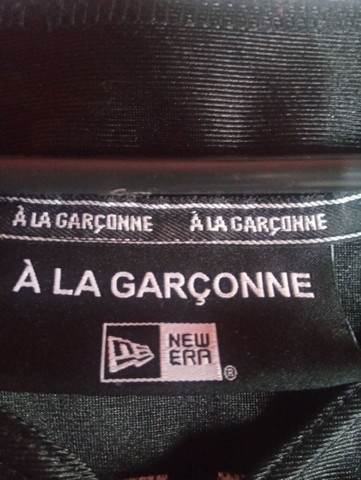 À LA GARÇONNE À LA GARÇONNE
À LA GARÇONNE
NEW
ERA ®